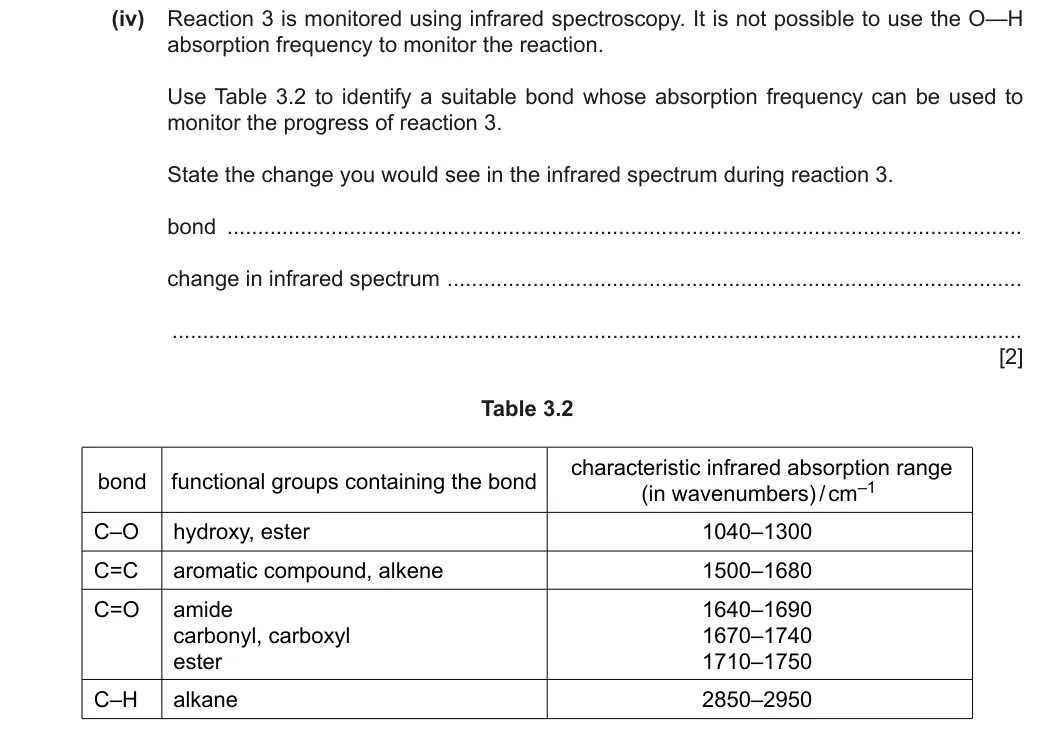 (iv) Reaction 3 is monitored using infrared spectroscopy. It is not possible to use the O—H
absorption frequency to monitor the reaction.
Use Table 3.2 to identify a suitable bond whose absorption frequency can be used to
monitor the progress of reaction 3.
State the change you would see in the infrared spectrum during reaction 3.
bond ..................................................................................................................................
change in infrared spectrum ..............................................................................................
...........................................................................................................................................
[2]
Table 3.2
bond functional groups containing the bond characteristic infrared absorption range
(in wavenumbers)/cm⁻¹
C–O hydroxy, ester 1040–1300
C=C aromatic compound, alkene 1500–1680
C=O amide 1640–1690
carbonyl, carboxyl 1670–1740
ester 1710–1750
C–H alkane 2850–2950